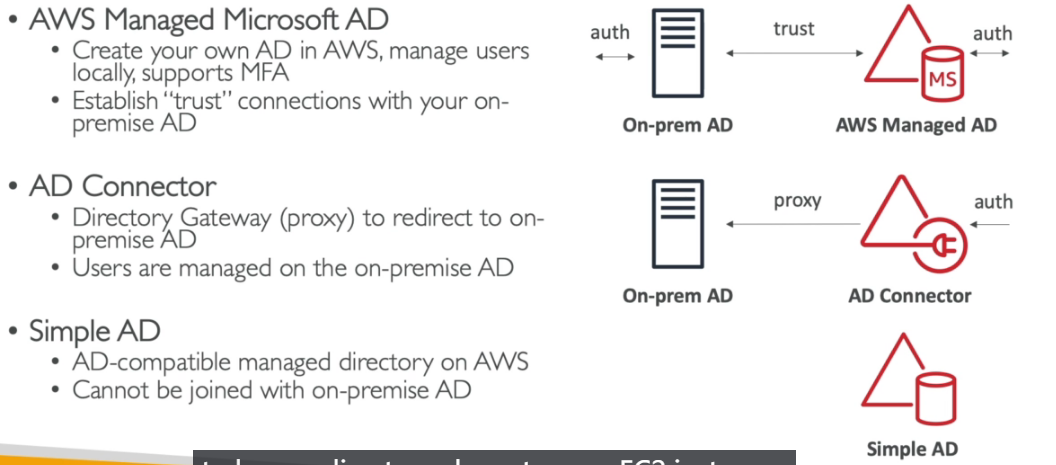 • AWS Managed Microsoft AD
• Create your own AD in AWS, manage users
locally, supports MFA
• Establish “trust” connections with your on-
premise AD
auth
trust
auth
MS
On-prem AD
AWS Managed AD
• AD Connector
• Directory Gateway (proxy) to redirect to on-
premise AD
• Users are managed on the on-premise AD
proxy
auth
On-prem AD
AD Connector
• Simple AD
• AD-compatible managed directory on AWS
• Cannot be joined with on-premise AD
Simple AD